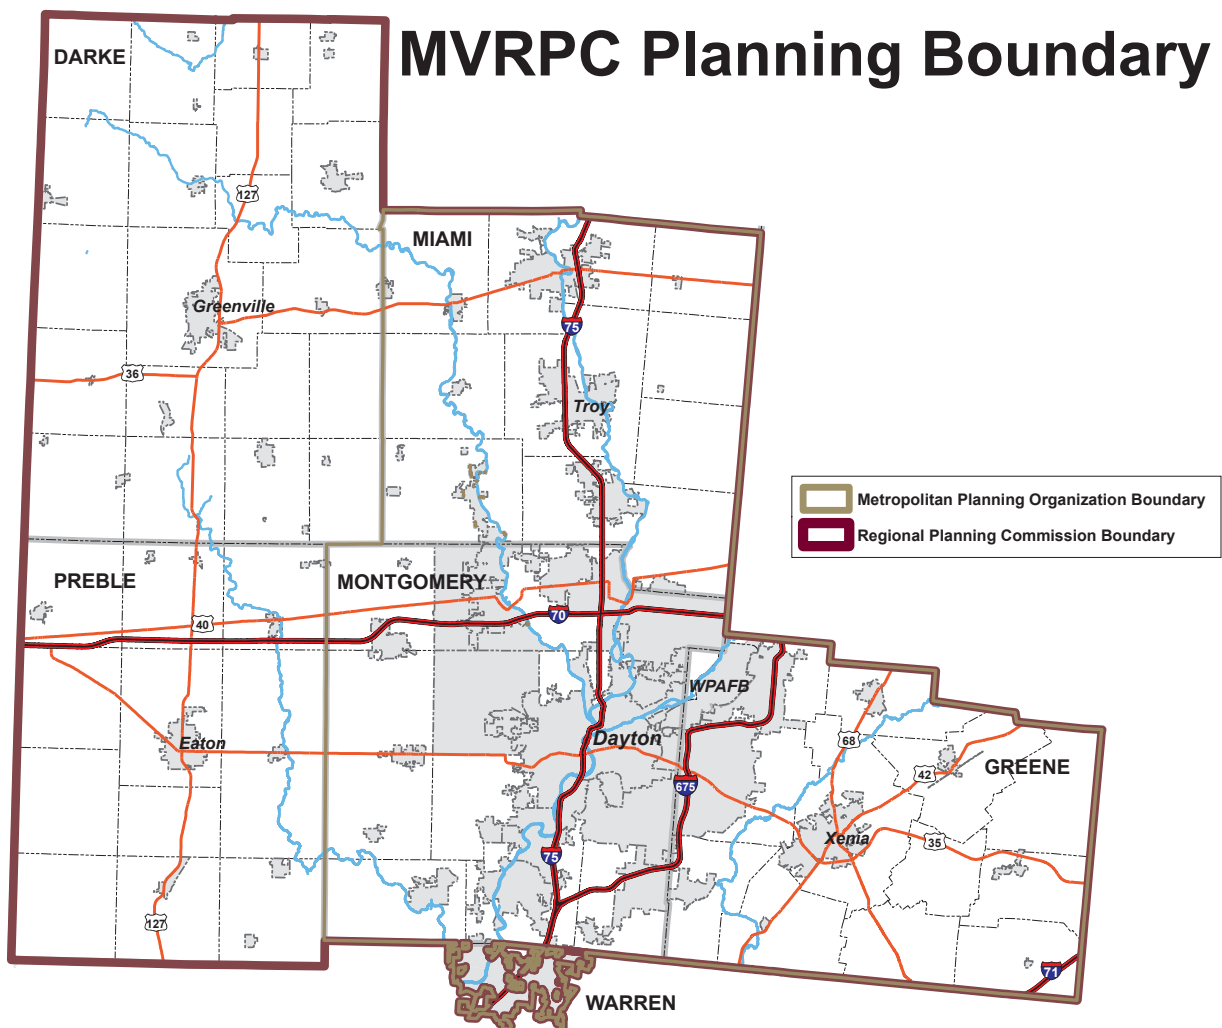 MVRPC Planning Boundary
DARKE
127
MIAMI
Greenville
75
36
Troy
Metropolitan Planning Organization Boundary
Regional Planning Commission Boundary
PREBLE
MONTGOMERY
70
40
WPAFB
Dayton
Eaton
68
GREENE
42
675
Xenia
35
75
127
71
WARREN